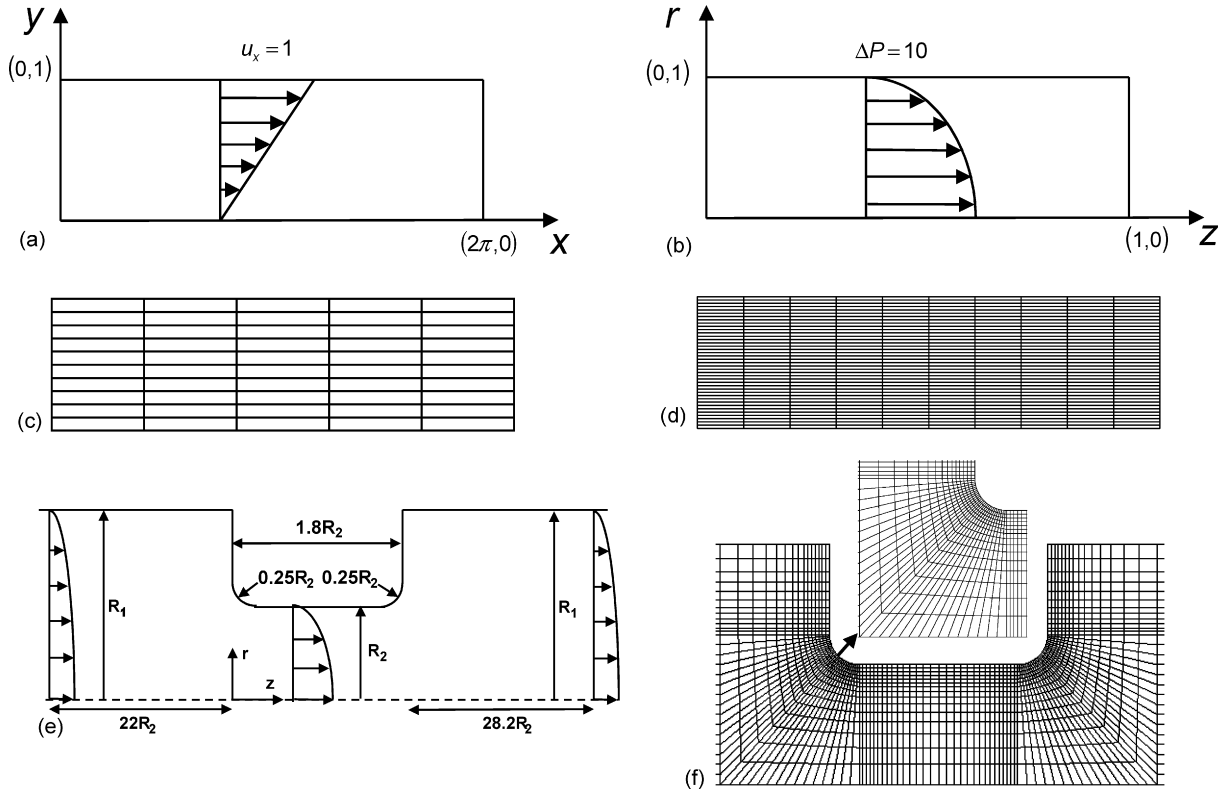 y
u_x = 1
(0,1)
(2π,0)
x
(a)
r
ΔP = 10
(0,1)
(1,0)
z
(b)
(c)
(d)
1.8R₂
0.25R₂ 0.25R₂
R₁
R₁
R₂
r
z
22R₂
28.2R₂
(e)
(f)